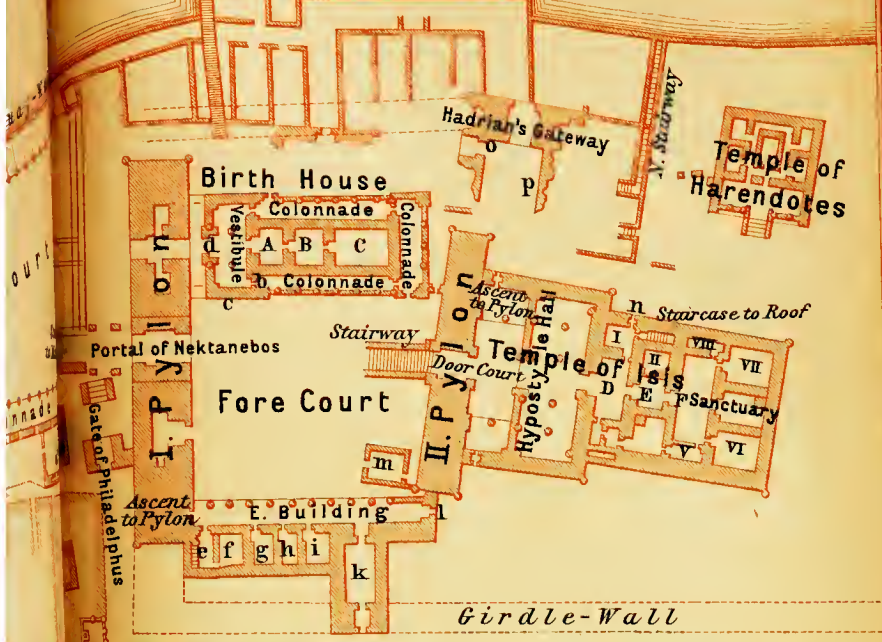 Hadrian's Gateway
o
p
N. Stairway
Temple of
Harendotes
Birth House
Colonnade
Colonnade
Vestibule
d
A
B
C
b
Colonnade
c
ourt
I. Pylon
Portal of Nektanebos
Stairway
Fore Court
II. Pylon
Ascent
to Pylon
Door Court
Hypostyle Hall
Temple of Isis
n
Staircase to Roof
I
II
VIII
VII
D
E
F
Sanctuary
V
VI
nnade
Gate of Philadelphus
m
Ascent
to Pylon
E. Building
l
e
f
g
h
i
k
Girdle-Wall